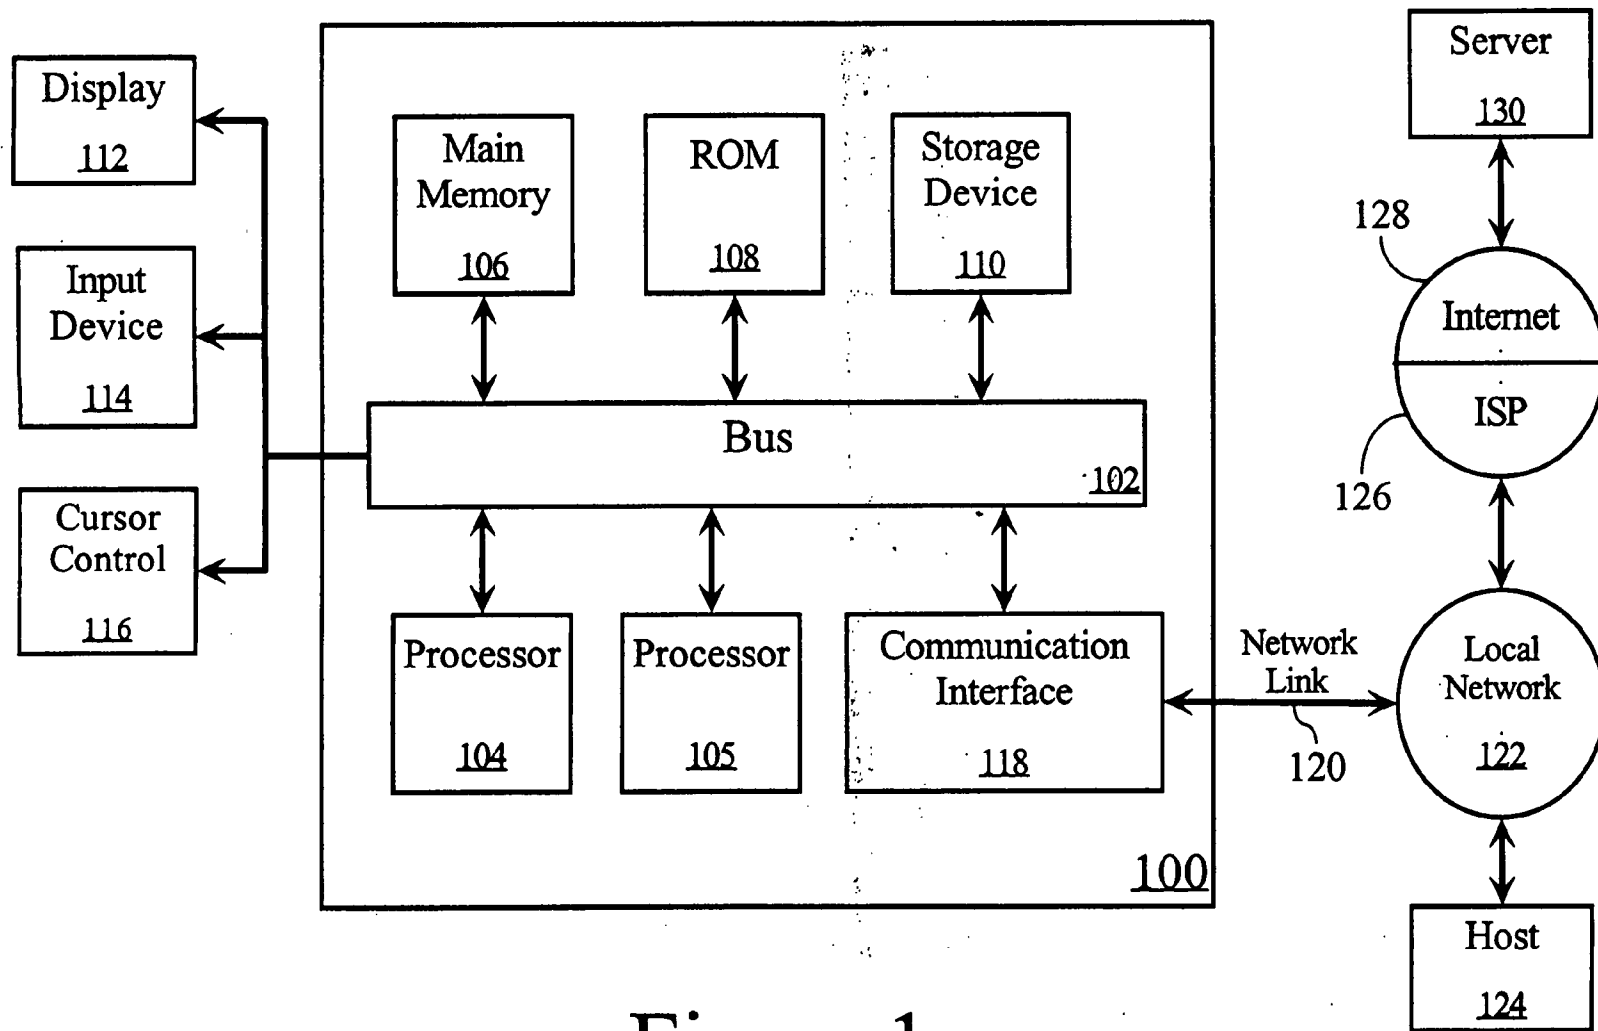 Display
112
Input
Device
114
Cursor
Control
116
Main
Memory
106
ROM
108
Storage
Device
110
Bus
102
Processor
104
Processor
105
Communication
Interface
118
100
Network
Link
120
Server
130
128
Internet
ISP
126
Local
Network
122
Host
124